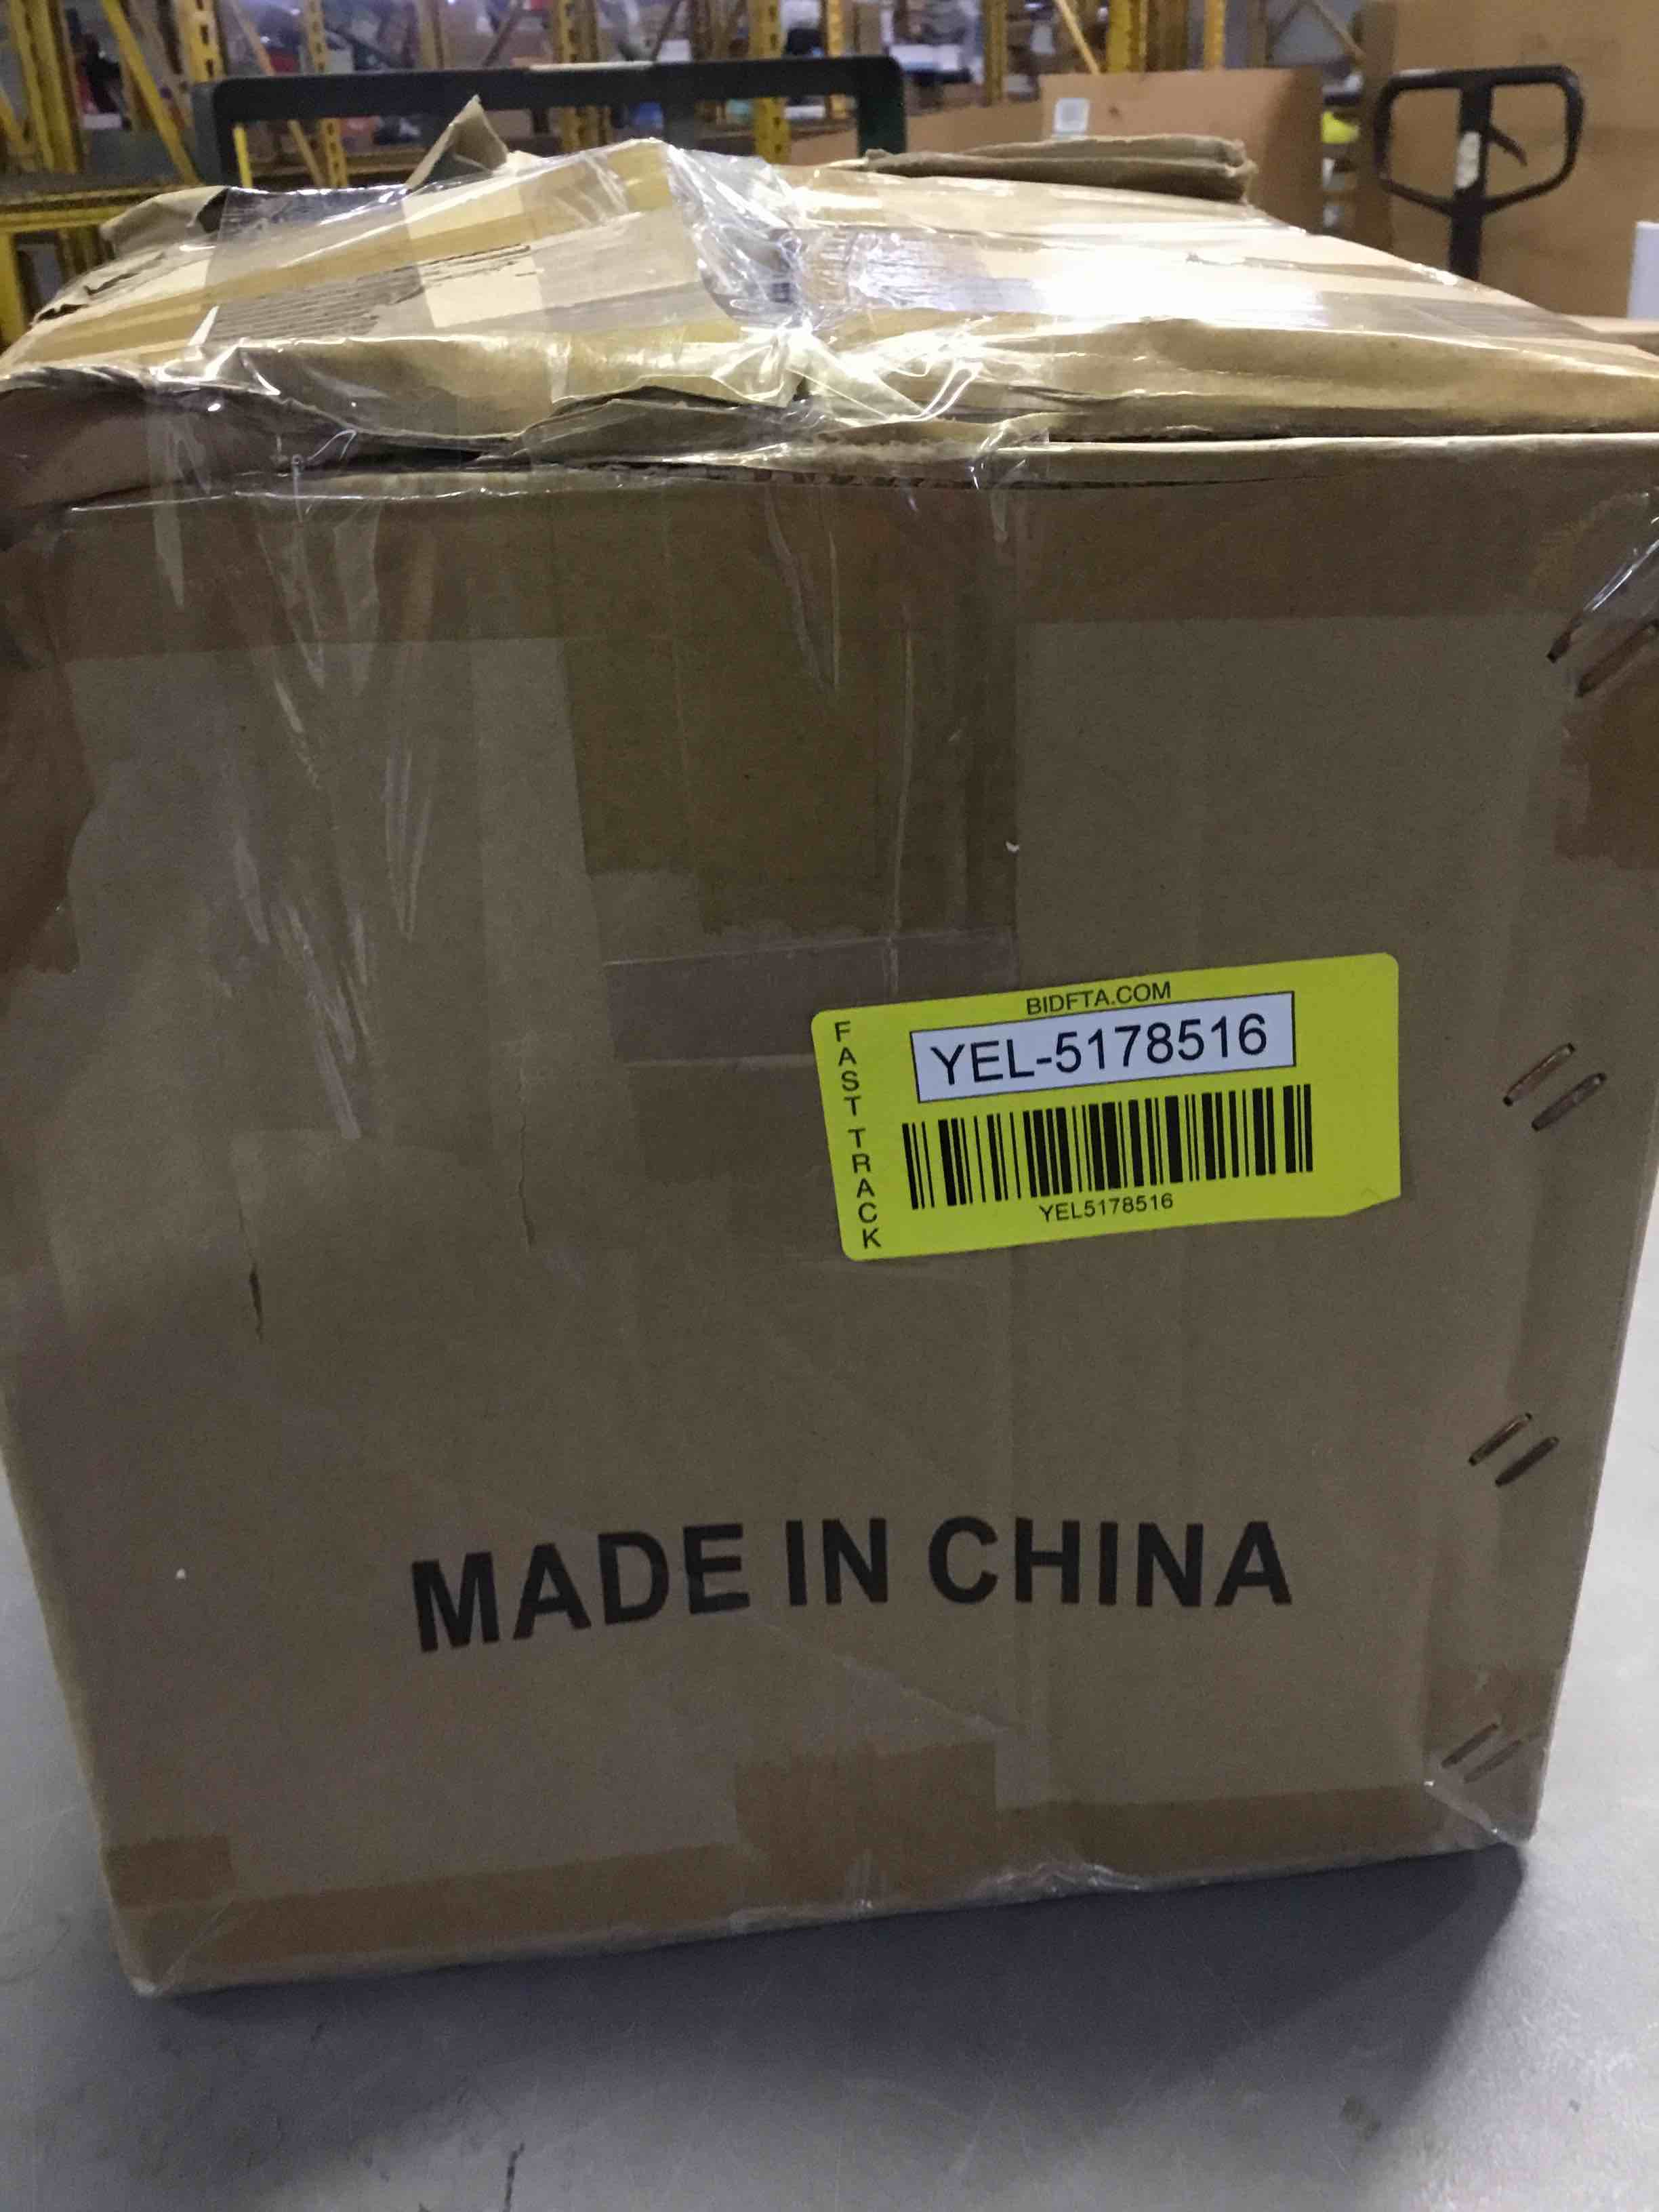 BIDFTA.COM
FAST TRACK
YEL-5178516
YEL5178516
MADE IN CHINA